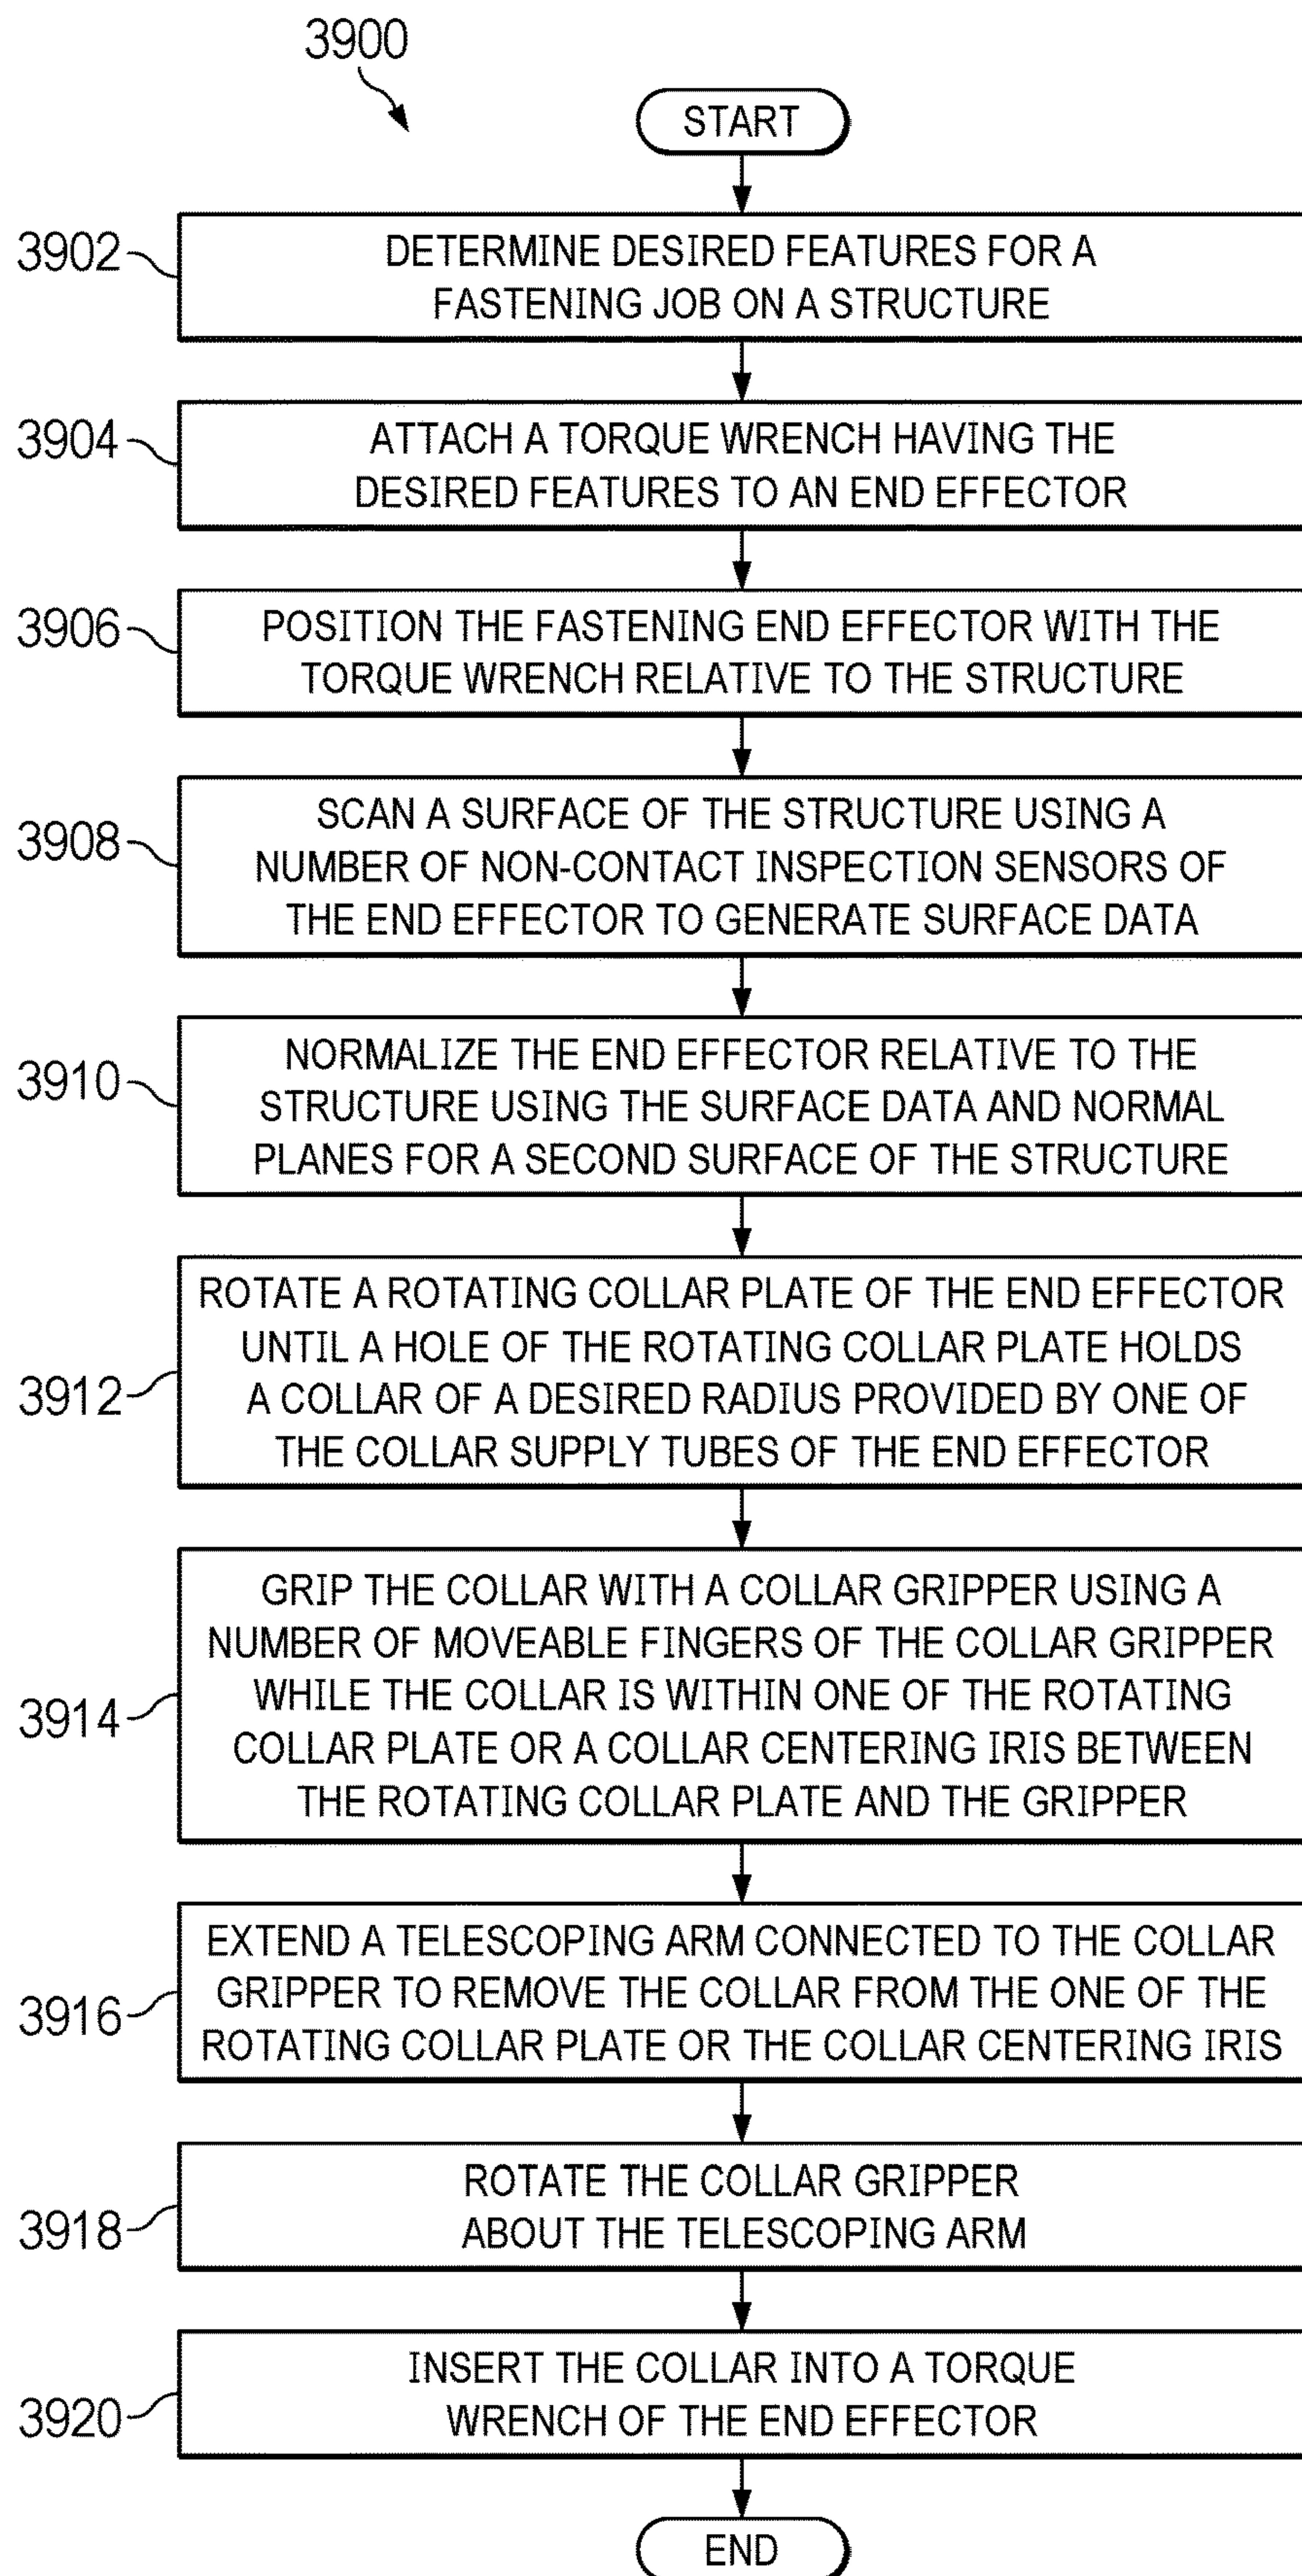 3900
START
3902
DETERMINE DESIRED FEATURES FOR A
FASTENING JOB ON A STRUCTURE
3904
ATTACH A TORQUE WRENCH HAVING THE
DESIRED FEATURES TO AN END EFFECTOR
3906
POSITION THE FASTENING END EFFECTOR WITH THE
TORQUE WRENCH RELATIVE TO THE STRUCTURE
3908
SCAN A SURFACE OF THE STRUCTURE USING A
NUMBER OF NON-CONTACT INSPECTION SENSORS OF
THE END EFFECTOR TO GENERATE SURFACE DATA
3910
NORMALIZE THE END EFFECTOR RELATIVE TO THE
STRUCTURE USING THE SURFACE DATA AND NORMAL
PLANES FOR A SECOND SURFACE OF THE STRUCTURE
3912
ROTATE A ROTATING COLLAR PLATE OF THE END EFFECTOR
UNTIL A HOLE OF THE ROTATING COLLAR PLATE HOLDS
A COLLAR OF A DESIRED RADIUS PROVIDED BY ONE OF
THE COLLAR SUPPLY TUBES OF THE END EFFECTOR
3914
GRIP THE COLLAR WITH A COLLAR GRIPPER USING A
NUMBER OF MOVEABLE FINGERS OF THE COLLAR GRIPPER
WHILE THE COLLAR IS WITHIN ONE OF THE ROTATING
COLLAR PLATE OR A COLLAR CENTERING IRIS BETWEEN
THE ROTATING COLLAR PLATE AND THE GRIPPER
3916
EXTEND A TELESCOPING ARM CONNECTED TO THE COLLAR
GRIPPER TO REMOVE THE COLLAR FROM THE ONE OF THE
ROTATING COLLAR PLATE OR THE COLLAR CENTERING IRIS
3918
ROTATE THE COLLAR GRIPPER
ABOUT THE TELESCOPING ARM
3920
INSERT THE COLLAR INTO A TORQUE
WRENCH OF THE END EFFECTOR
END